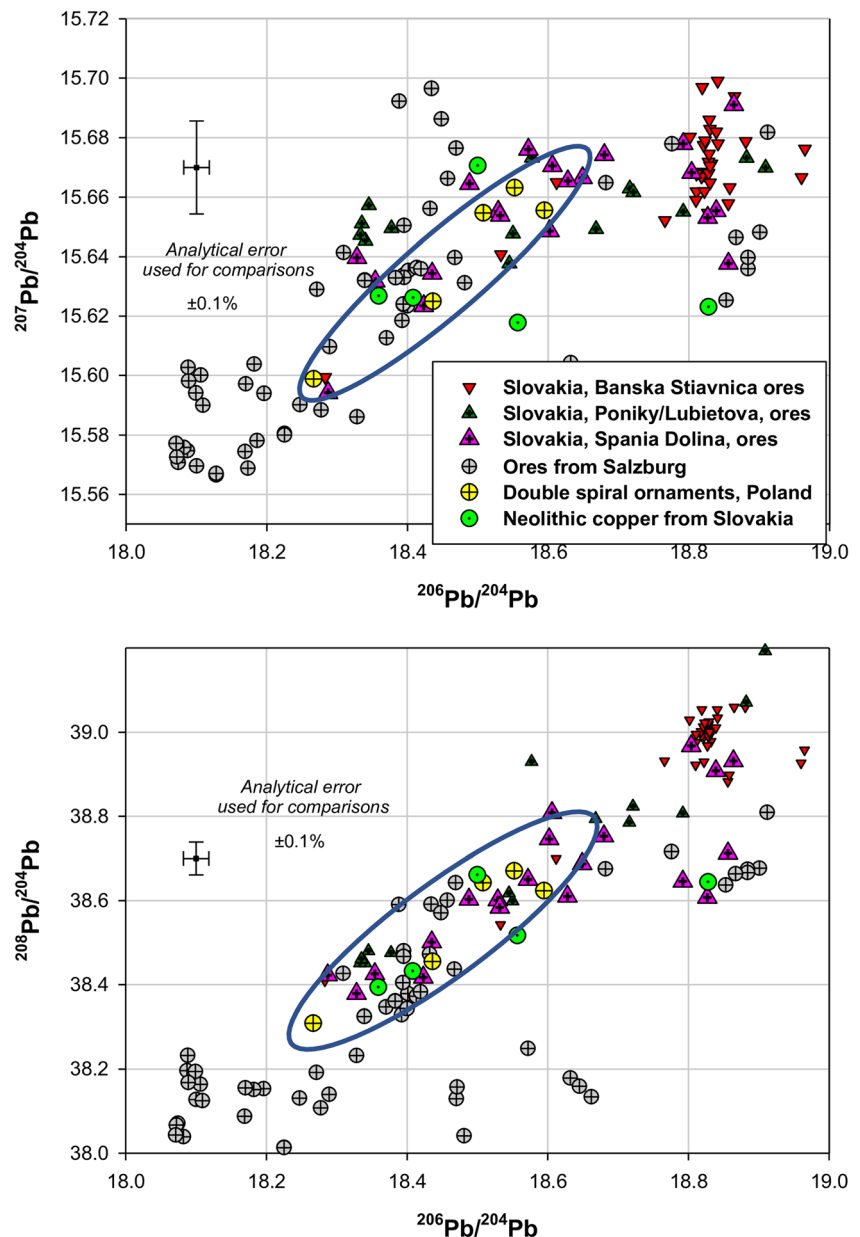 15.72
15.70
15.68
15.66
15.64
15.62
15.60
15.58
15.56
207Pb/204Pb
Analytical error
used for comparisons
±0.1%
Slovakia, Banska Stiavnica ores
Slovakia, Poniky/Lubietova, ores
Slovakia, Spania Dolina, ores
Ores from Salzburg
Double spiral ornaments, Poland
Neolithic copper from Slovakia
18.0 18.2 18.4 18.6 18.8 19.0
206Pb/204Pb
39.0
38.8
38.6
38.4
38.2
38.0
208Pb/204Pb
Analytical error
used for comparisons
±0.1%
18.0 18.2 18.4 18.6 18.8 19.0
206Pb/204Pb